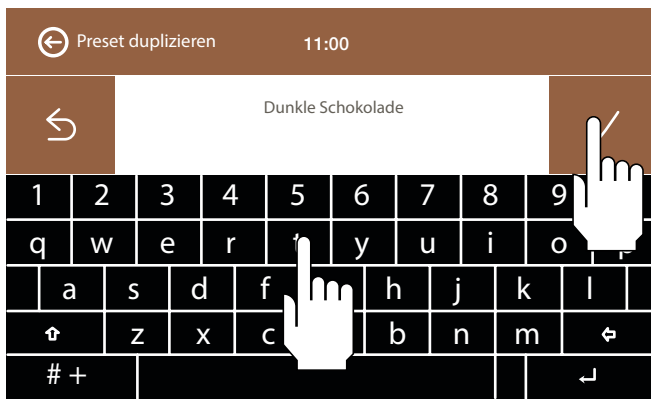 Preset duplizieren 11:00
Dunkle Schokolade
1 2 3 4 5 6 7 8 9
q w e r t y u i o p
a s d f h j k l
z x c b n m
# +